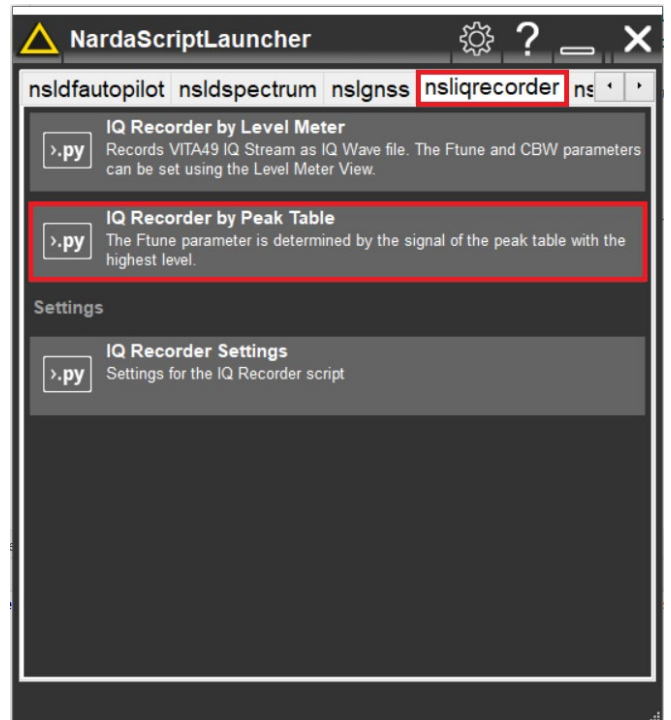 NardaScriptLauncher ?
nsldfautopilot nsldspectrum nslgnss nsliqrecorder ns
IQ Recorder by Level Meter
>.py
Records VITA49 IQ Stream as IQ Wave file. The Ftune and CBW parameters
can be set using the Level Meter View.
IQ Recorder by Peak Table
>.py
The Ftune parameter is determined by the signal of the peak table with the
highest level.
Settings
IQ Recorder Settings
>.py
Settings for the IQ Recorder script